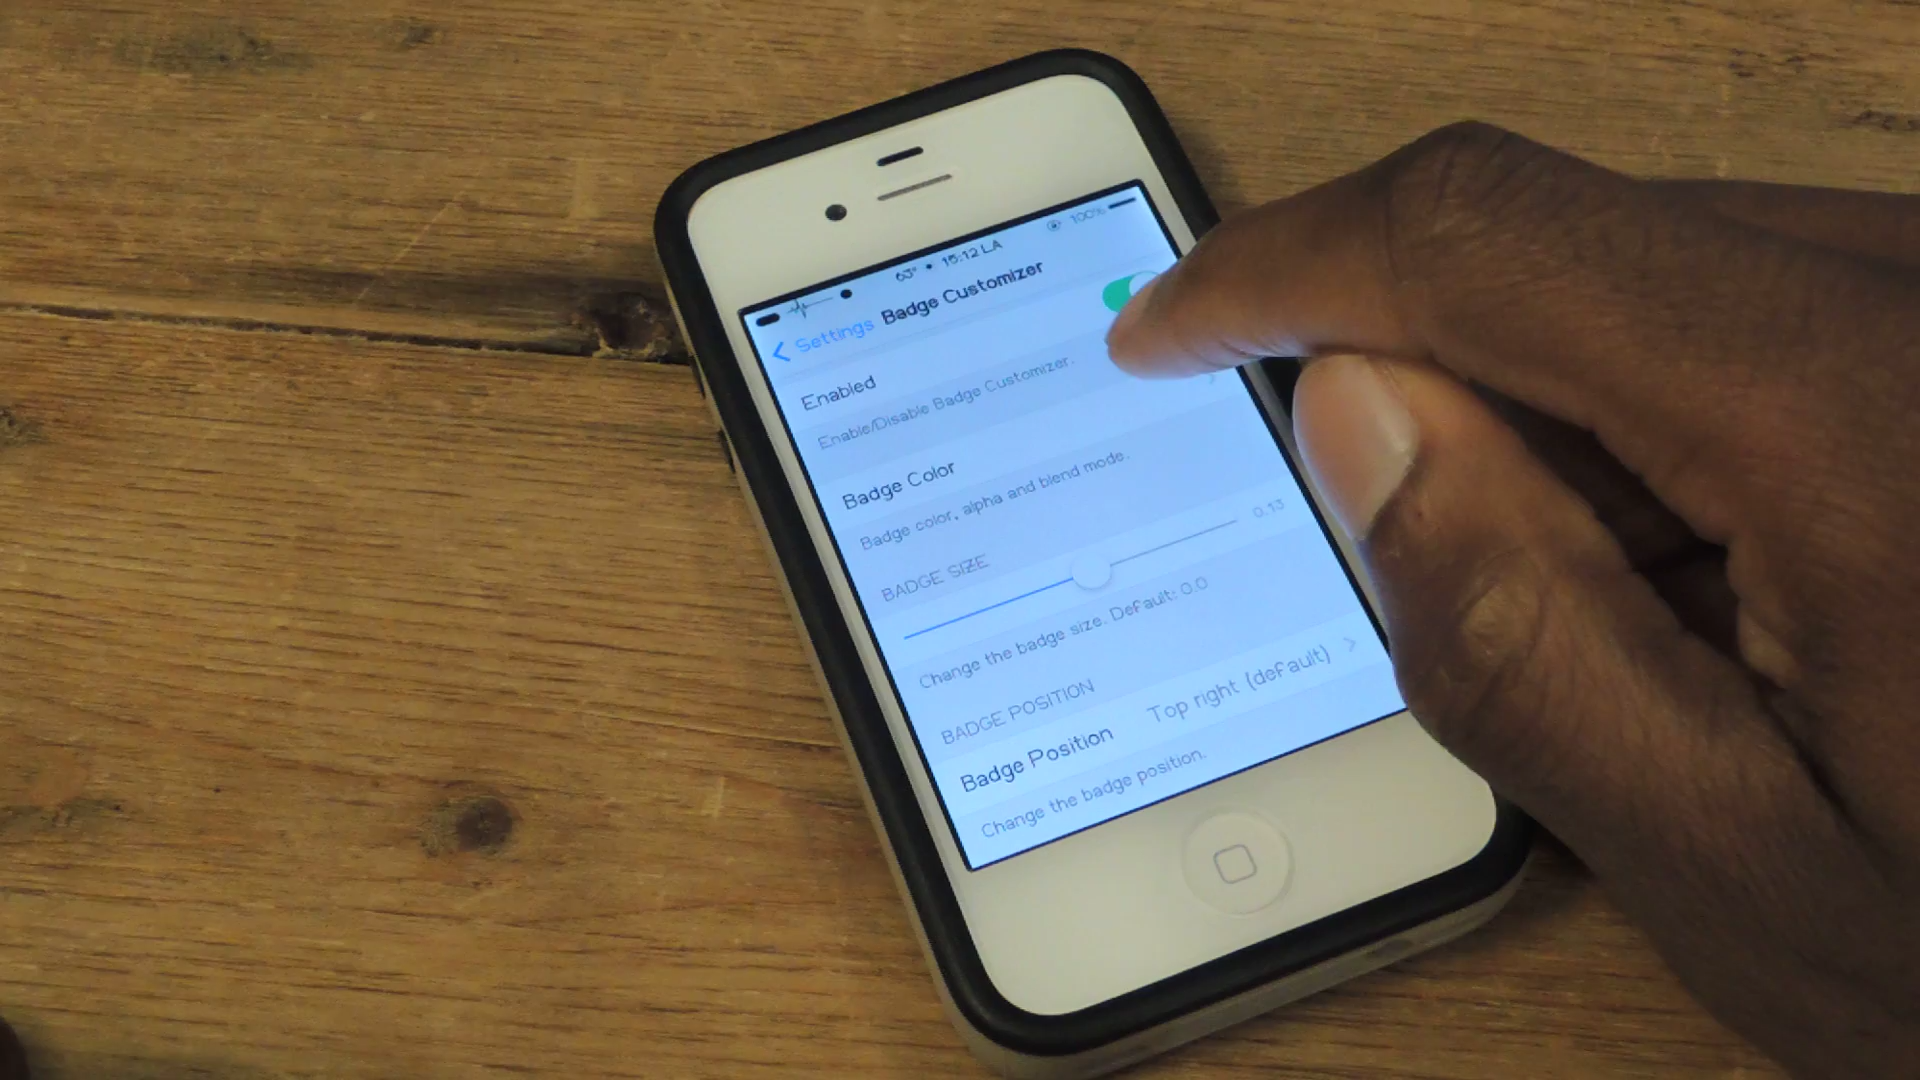 63° • 15:12 LA 100%
Settings Badge Customizer
Enabled
Enable/Disable Badge Customizer.
Badge Color
Badge color, alpha and blend mode.
BADGE SIZE
0.13
Change the badge size. Default: 0.0
BADGE POSITION
Badge Position Top right (default)
Change the badge position.